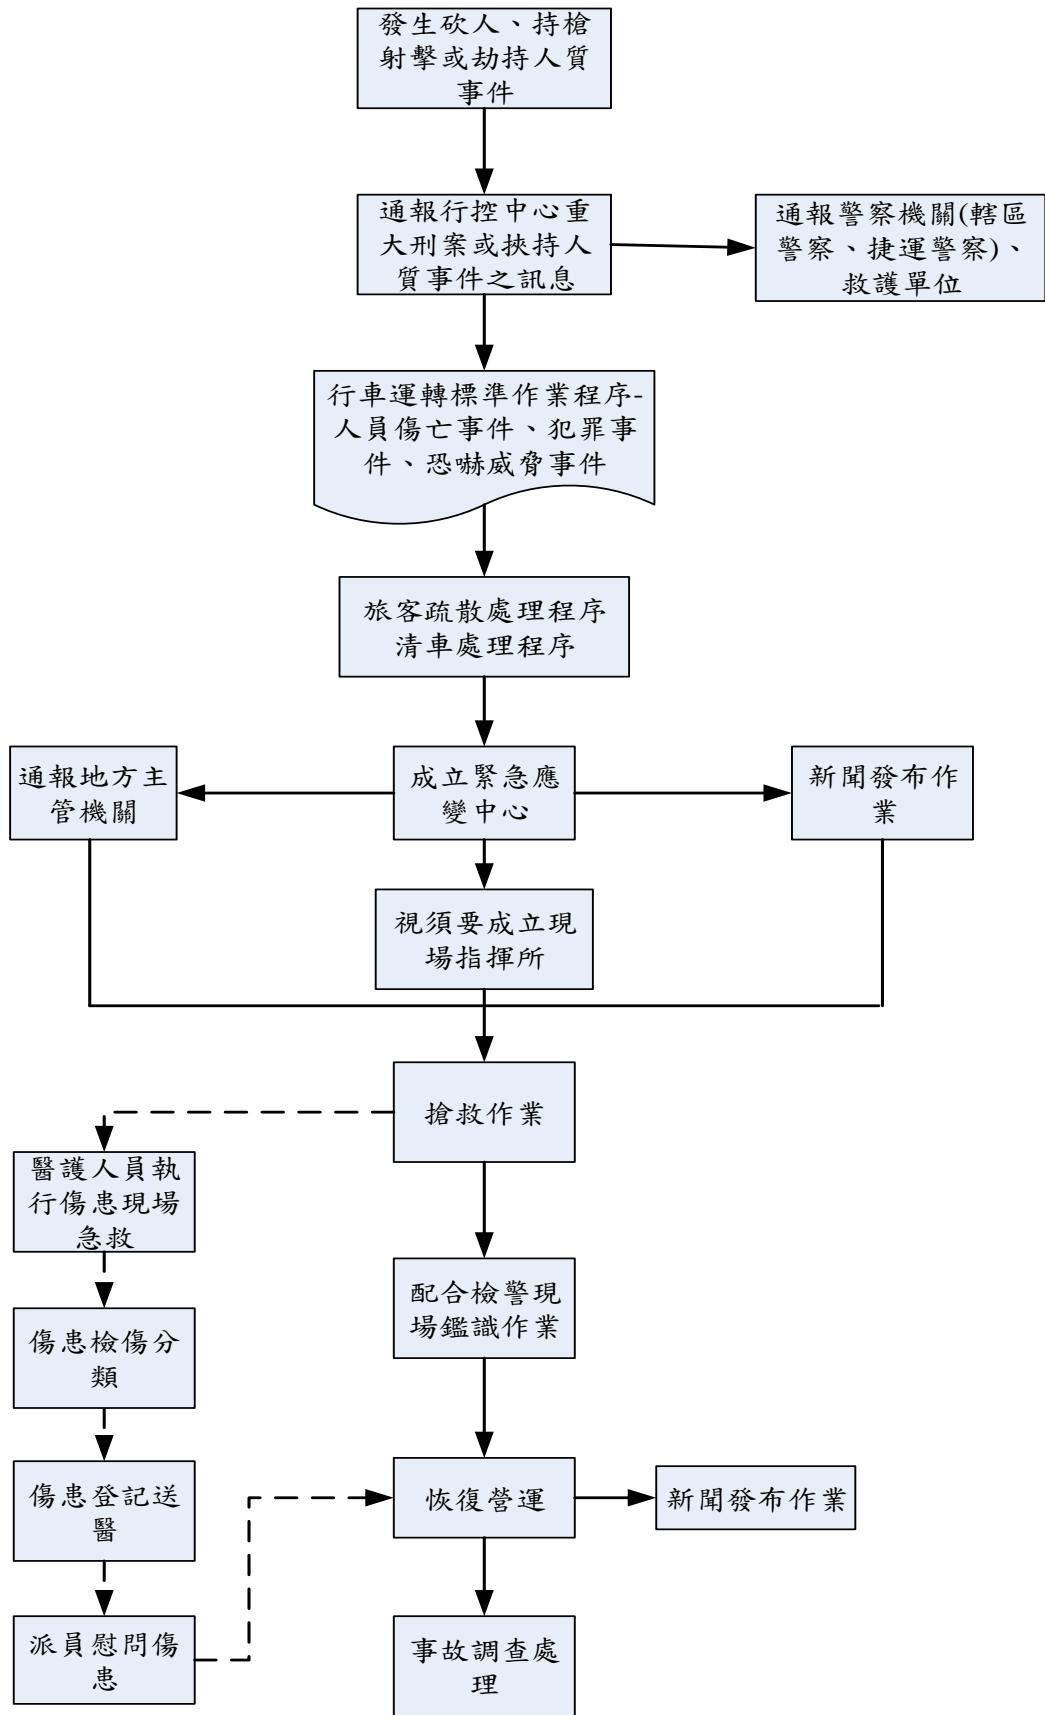 發生砍人、持槍
射擊或劫持人質
事件
通報行控中心重
大刑案或挾持人
質事件之訊息
通報警察機關(轄區
警察、捷運警察)、
救護單位
行車運轉標準作業程序-
人員傷亡事件、犯罪事
件、恐嚇威脅事件
旅客疏散處理程序
清車處理程序
通報地方主
管機關
成立緊急應
變中心
新聞發布作
業
視須要成立現
場指揮所
搶救作業
醫護人員執
行傷患現場
急救
配合檢警現
場鑑識作業
傷患檢傷分
類
傷患登記送
醫
恢復營運
新聞發布作業
派員慰問傷
患
事故調查處
理